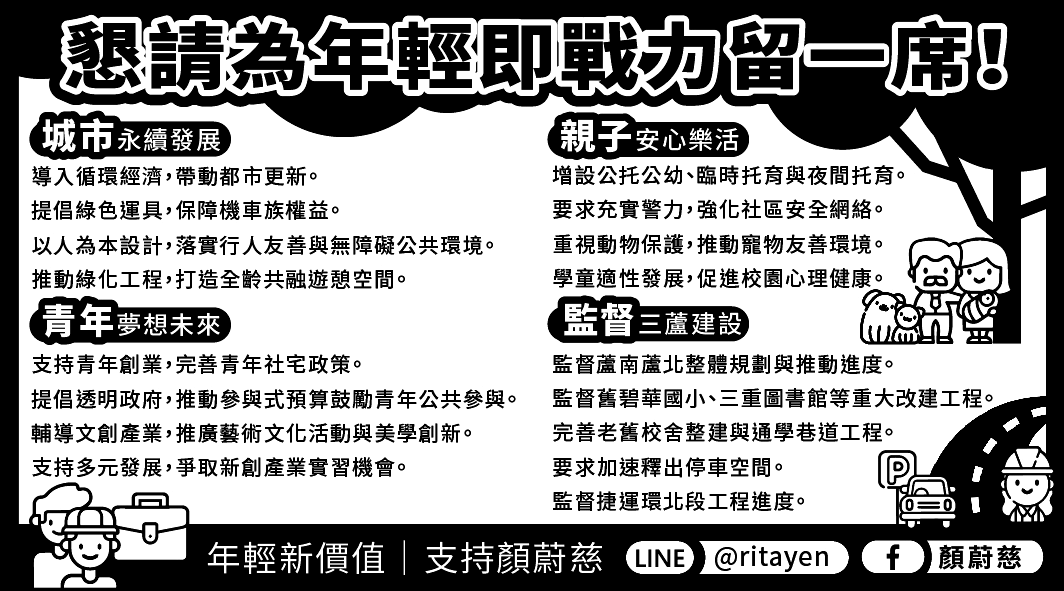 懇請為年輕即戰力留一席！
城市永續發展
導入循環經濟，帶動都市更新。
提倡綠色運具，保障機車族權益。
以人為本設計，落實行人友善與無障礙公共環境。
推動綠化工程，打造全齡共融遊憩空間。
青年夢想未來
支持青年創業，完善青年社宅政策。
提倡透明政府，推動參與式預算鼓勵青年公共參與。
輔導文創產業，推廣藝術文化活動與美學創新。
支持多元發展，爭取新創產業實習機會。
親子安心樂活
增設公托公幼、臨時托育與夜間托育。
要求充實警力，強化社區安全網絡。
重視動物保護，推動寵物友善環境。
學童適性發展，促進校園心理健康。
監督三蘆建設
監督蘆南蘆北整體規劃與推動進度。
監督舊碧華國小、三重圖書館等重大改建工程。
完善老舊校舍整建與通學巷道工程。
要求加速釋出停車空間。
監督捷運環北段工程進度。
P
年輕新價值｜支持顏蔚慈 LINE @ritayen f 顏蔚慈